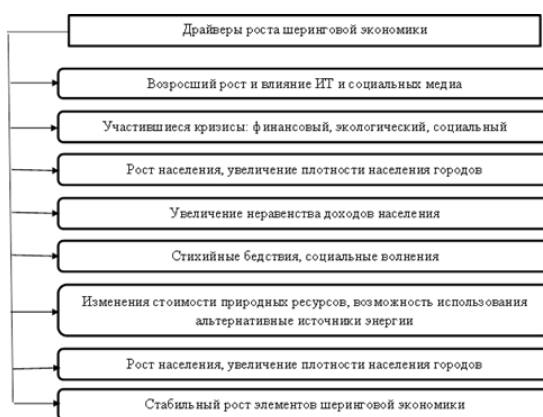 Драйверы роста шеринговой экономики
Возросший рост и влияние ИТ и социальных медиа
Участившиеся кризисы: финансовый, экологический, социальный
Рост населения, увеличение плотности населения городов
Увеличение неравенства доходов населения
Стихийные бедствия, социальные волнения
Изменения стоимости природных ресурсов, возможность использования
альтернативные источники энергии
Рост населения, увеличение плотности населения городов
Стабильный рост элементов шеринговой экономики